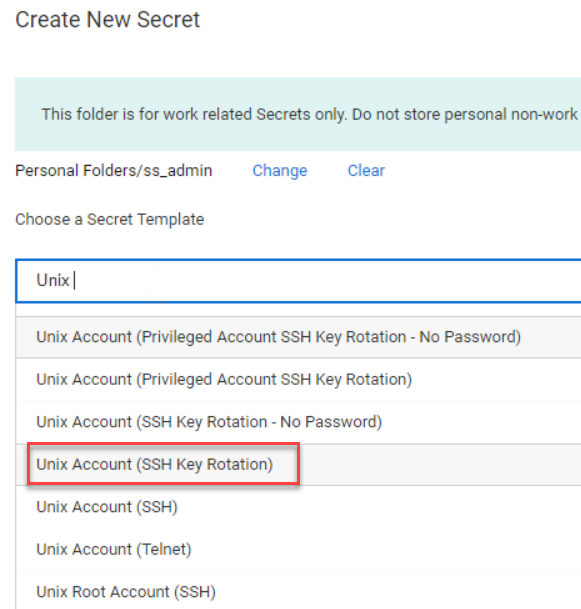 Create New Secret
This folder is for work related Secrets only. Do not store personal non-work
Personal Folders/ss_admin Change Clear
Choose a Secret Template
Unix
Unix Account (Privileged Account SSH Key Rotation - No Password)
Unix Account (Privileged Account SSH Key Rotation)
Unix Account (SSH Key Rotation - No Password)
Unix Account (SSH Key Rotation)
Unix Account (SSH)
Unix Account (Telnet)
Unix Root Account (SSH)